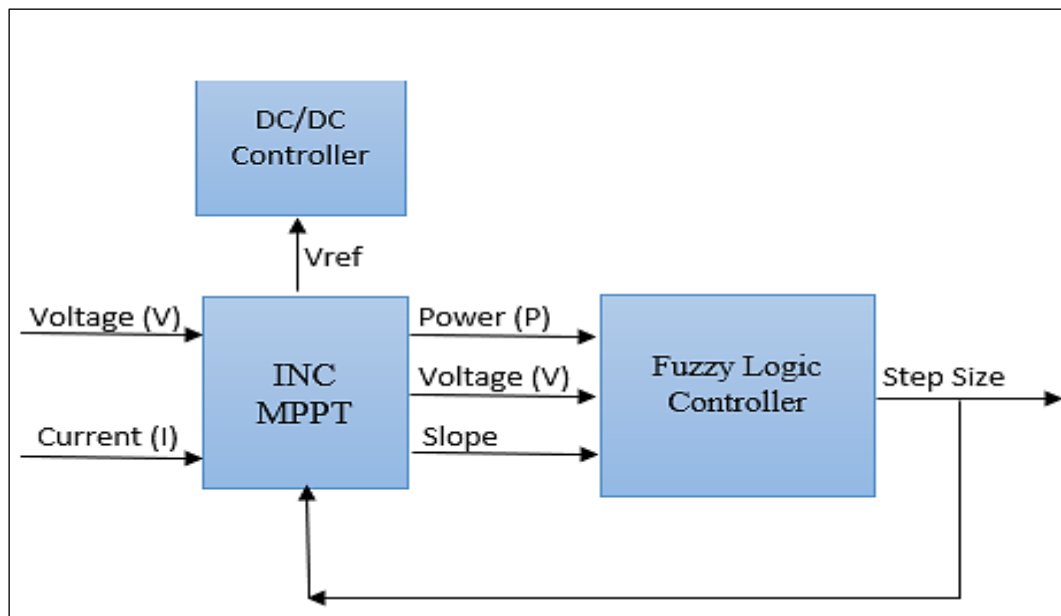 DC/DC
Controller
Vref
Voltage (V)
Current (I)
INC
MPPT
Power (P)
Voltage (V)
Slope
Fuzzy Logic
Controller
Step Size